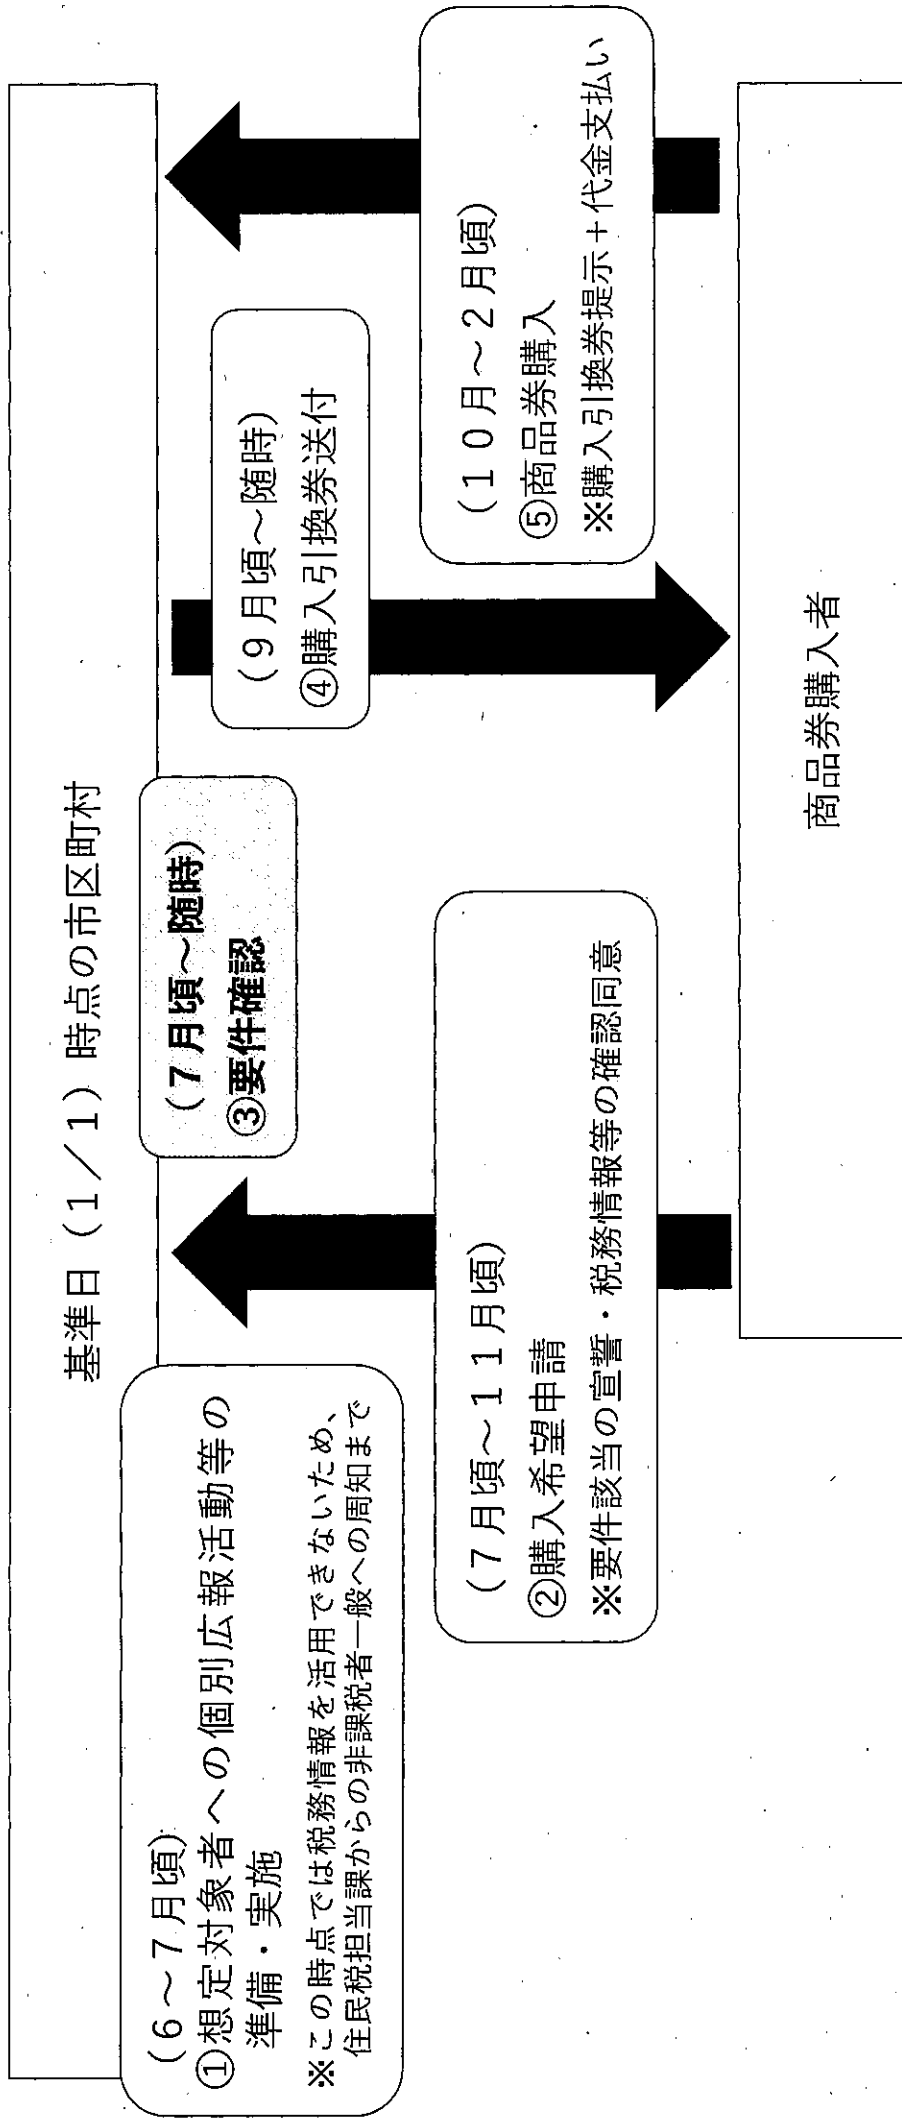 基準日（１／１）時点の市区町村
（６～７月頃）
①想定対象者への個別広報活動等の
準備・実施
※この時点では税務情報を活用できないため、
住民税担当課からの非課税者一般への周知まで
（７月頃～１１月頃）
②購入希望申請
※要件該当の宣誓・税務情報等の確認同意
（７月頃～随時）
③要件確認
（９月頃～随時）
④購入引換券送付
（１０月～２月頃）
⑤商品券購入
※購入引換券提示＋代金支払い
商品券購入者